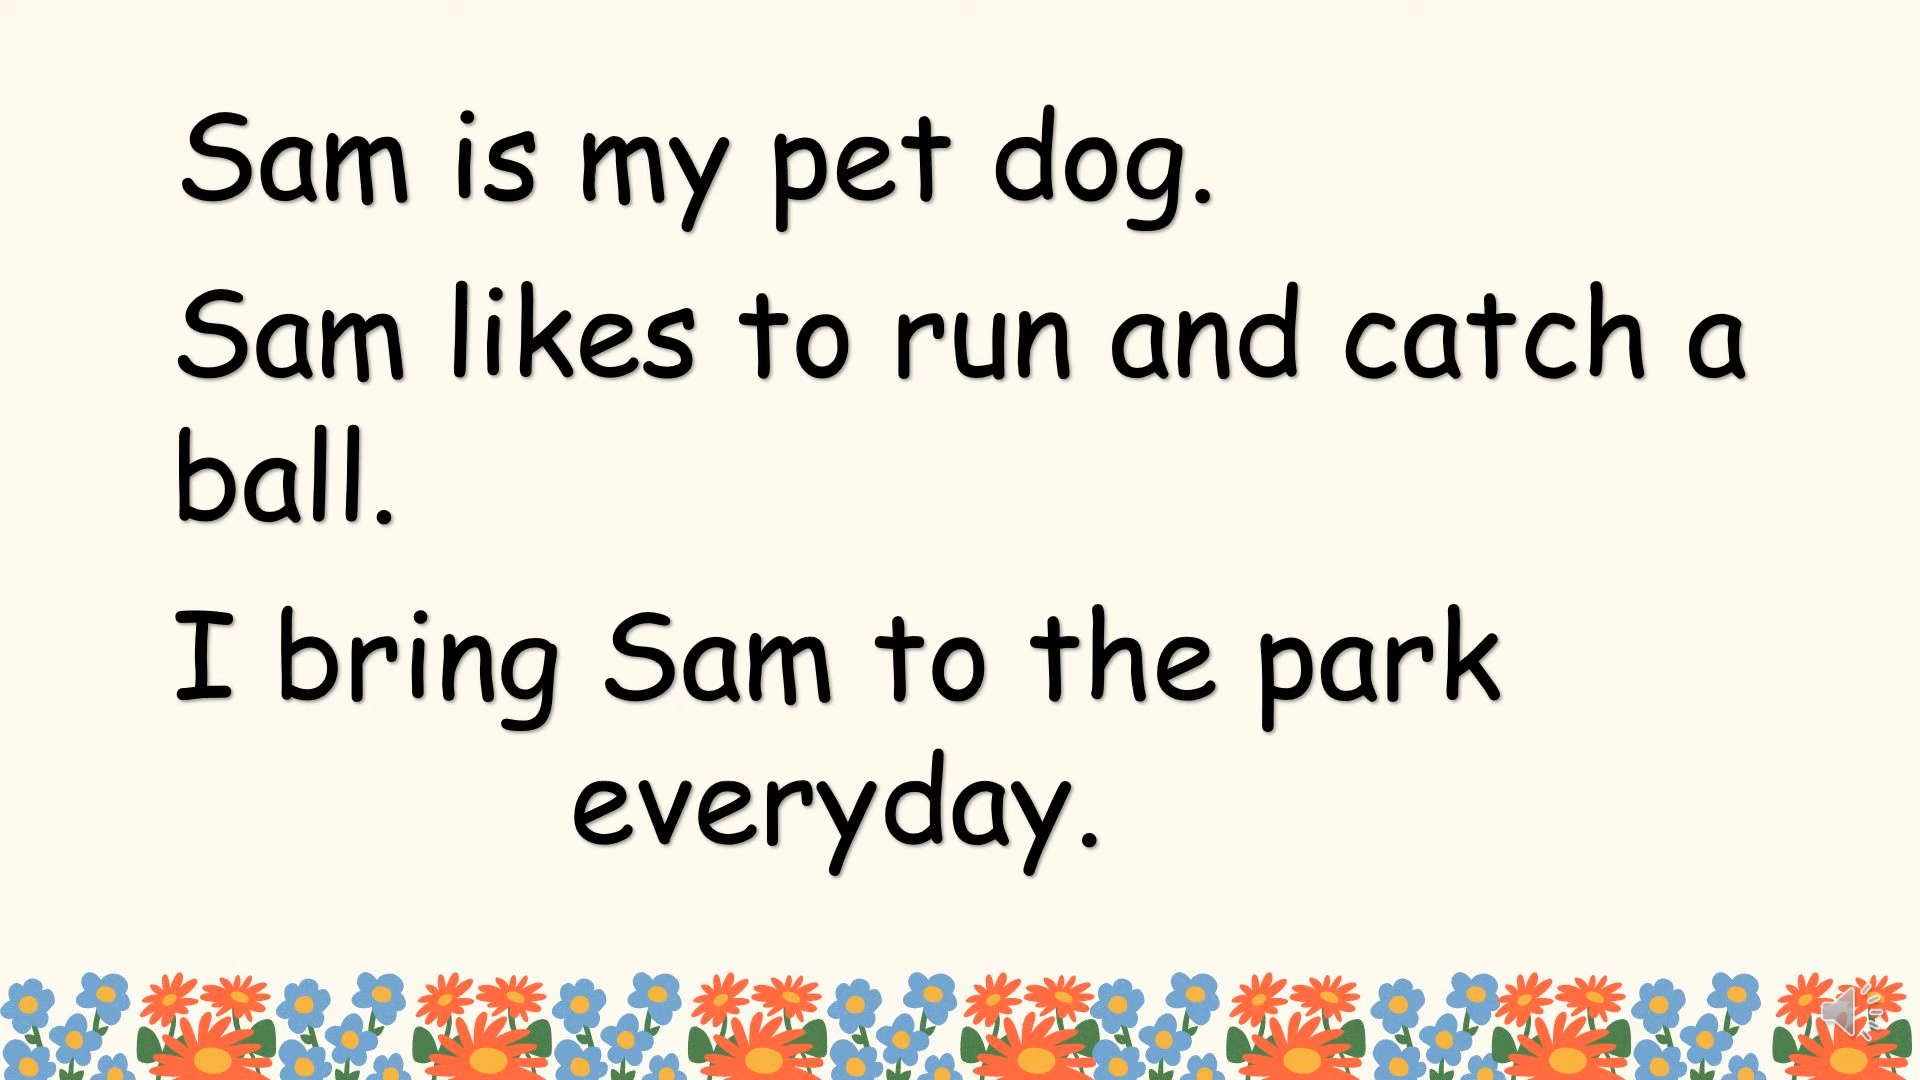 Sam is my pet dog.
Sam likes to run and catch a
ball.
I bring Sam to the park
everyday.